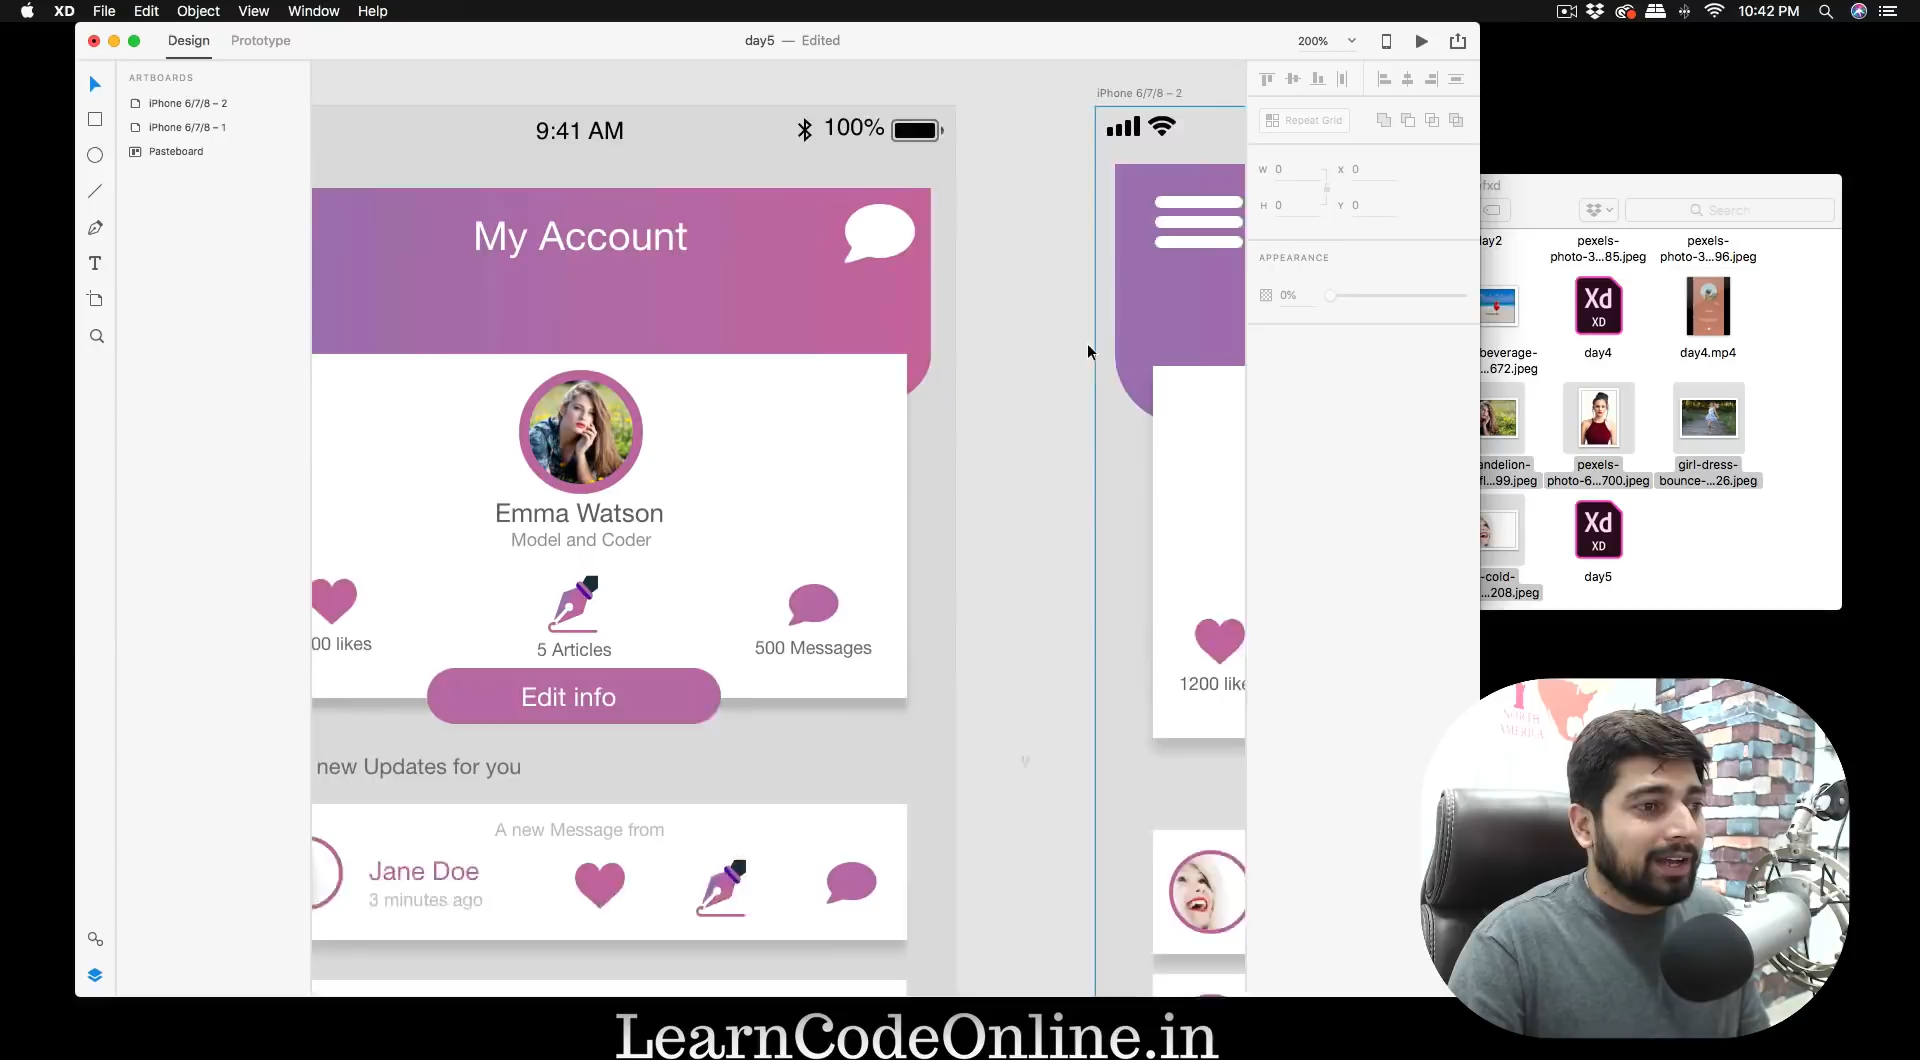 XD File Edit Object View Window Help
10:42 PM
Design Prototype
day5 — Edited
200%
ARTBOARDS
iPhone 6/7/8 – 2
iPhone 6/7/8 – 1
Pasteboard
9:41 AM
100%
My Account
Emma Watson
Model and Coder
00 likes
5 Articles
500 Messages
Edit info
new Updates for you
A new Message from
Jane Doe
3 minutes ago
iPhone 6/7/8 – 2
1200 like
Repeat Grid
W 0 X 0
H 0 Y 0
APPEARANCE
0%
fxd
Search
ay2
pexels-
photo-3...85.jpeg
pexels-
photo-3...96.jpeg
beverage-
...672.jpeg
Xd
XD
day4
day4.mp4
andelion-
fl...99.jpeg
pexels-
photo-6...700.jpeg
girl-dress-
bounce-...26.jpeg
-cold-
...208.jpeg
Xd
XD
day5
NORTH
AMERICA
LearnCodeOnline.in